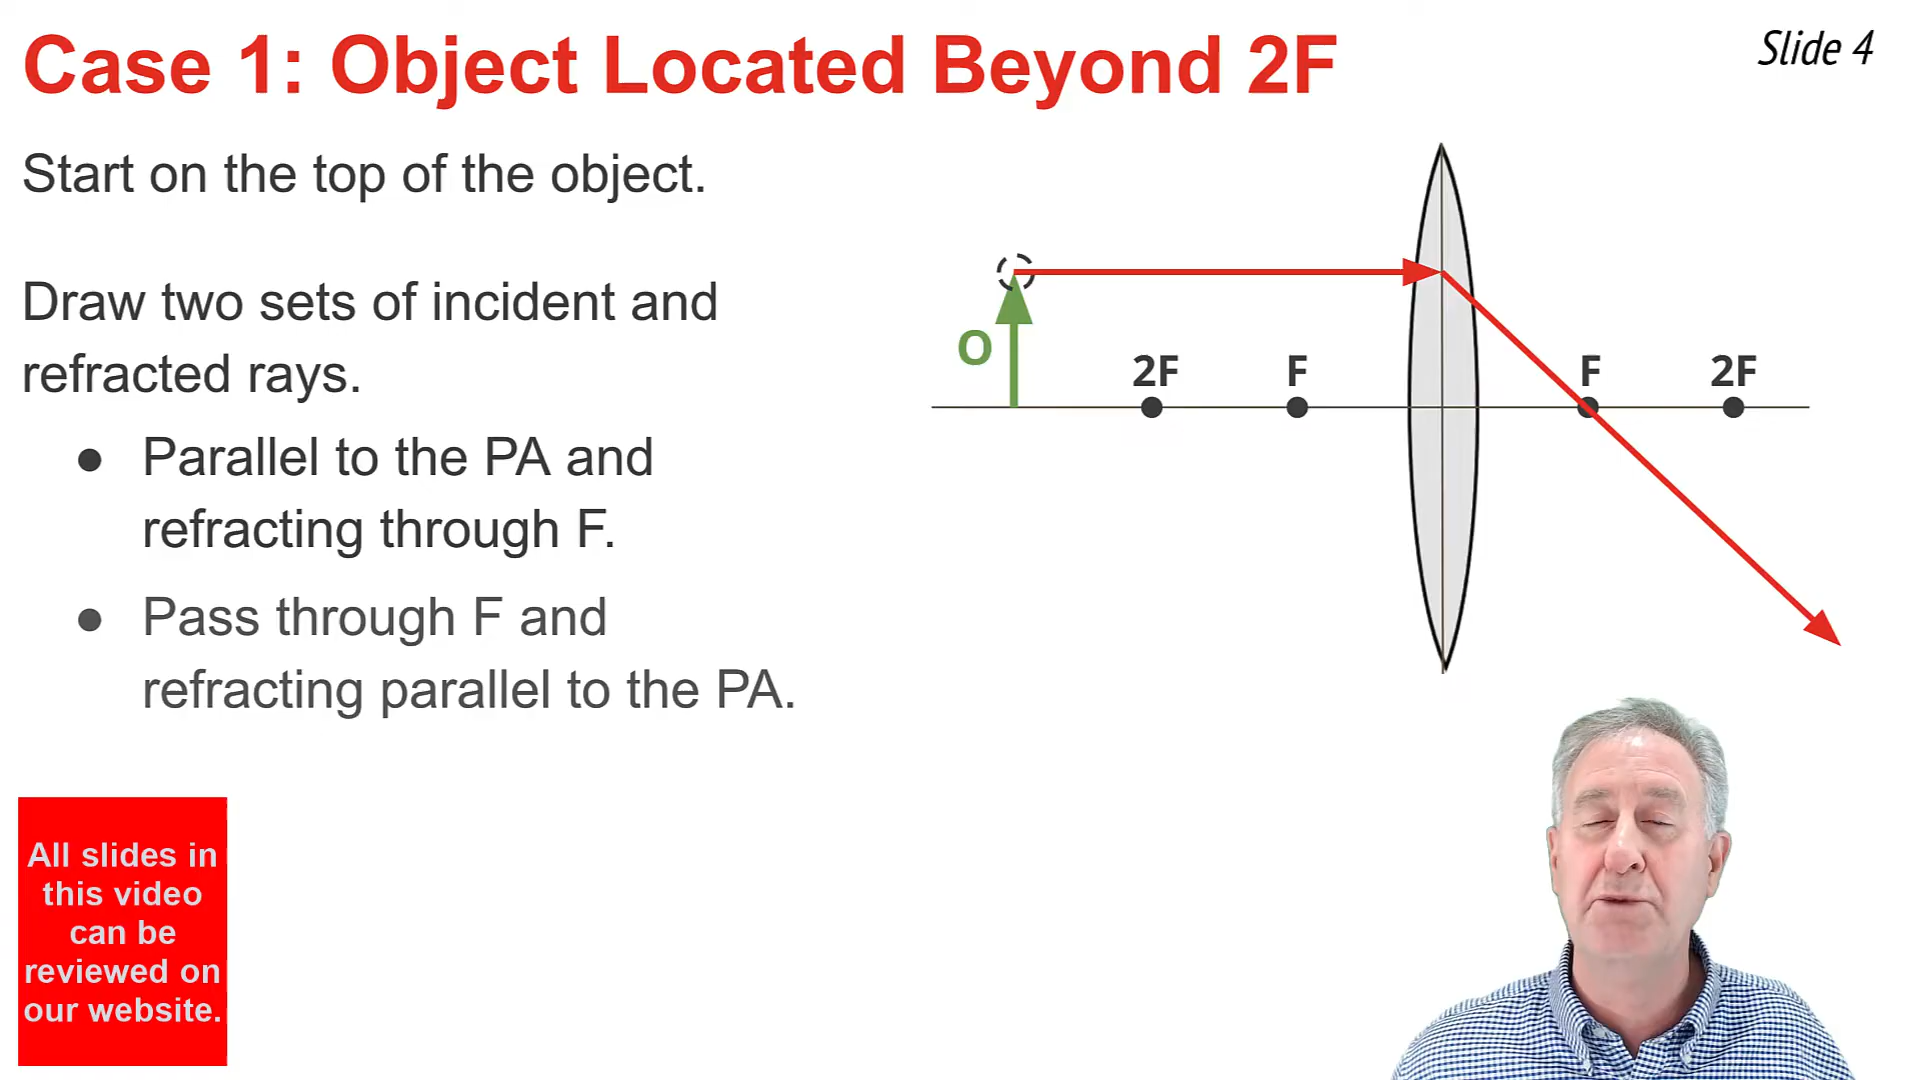 Case 1: Object Located Beyond 2F
Slide 4
Start on the top of the object.
Draw two sets of incident and
refracted rays.
● Parallel to the PA and
refracting through F.
● Pass through F and
refracting parallel to the PA.
O
2F
F
F
2F
All slides in
this video
can be
reviewed on
our website.